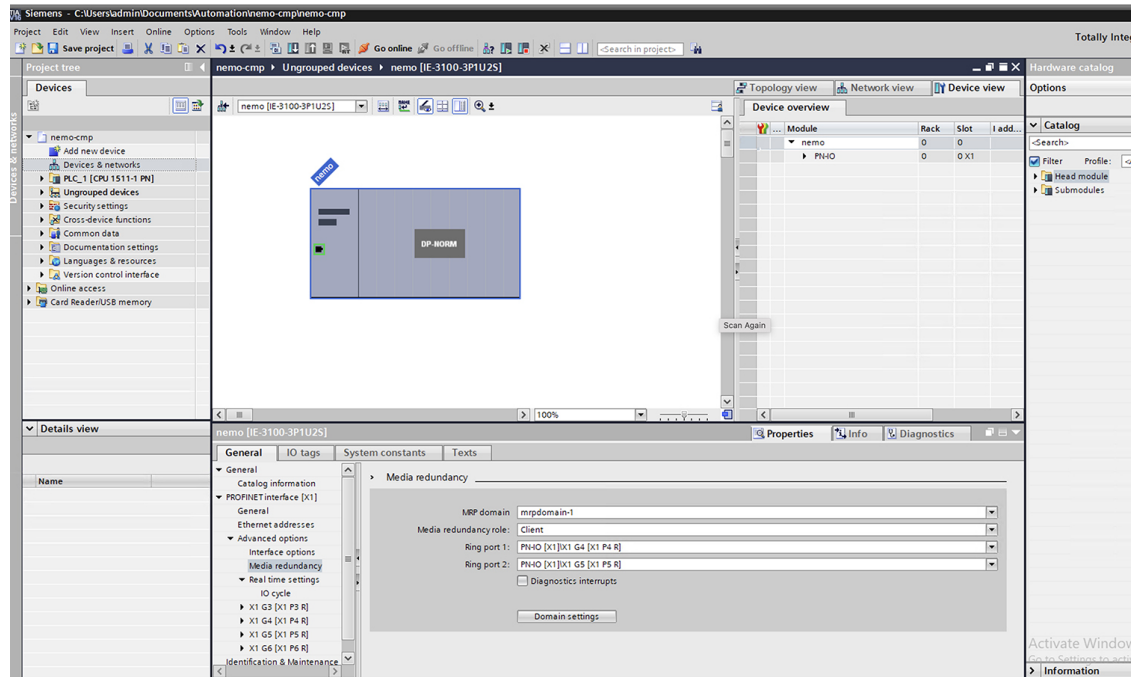 Siemens - C:\Users\admin\Documents\Automation\nemo-cmp\nemo-cmp
Project Edit View Insert Online Options Tools Window Help
Totally Inte
Save project Go online Go offline <Search in project>
Project tree
nemo-cmp ▸ Ungrouped devices ▸ nemo [IE-3100-3P1U2S]
Hardware catalog
Devices
Topology view Network view Device view
Options
nemo [IE-3100-3P1U2S]
Device overview
Module Rack Slot I add...
Catalog
nemo 0 0
<Search>
PN-IO 0 0 X1
Filter Profile:
Head module
Submodules
Devices & networks
nemo-cmp
Add new device
Devices & networks
PLC_1 [CPU 1511-1 PN]
Ungrouped devices
Security settings
Cross-device functions
Common data
Documentation settings
Languages & resources
Version control interface
Online access
Card Reader/USB memory
nemo
DP-NORM
Scan Again
100%
Details view
Name
nemo [IE-3100-3P1U2S]
Properties Info Diagnostics
General IO tags System constants Texts
General
Catalog information
PROFINET interface [X1]
General
Ethernet addresses
Advanced options
Interface options
Media redundancy
Real time settings
IO cycle
X1 G3 [X1 P3 R]
X1 G4 [X1 P4 R]
X1 G5 [X1 P5 R]
X1 G6 [X1 P6 R]
Identification & Maintenance
Media redundancy
MRP domain mrpdomain-1
Media redundancy role: Client
Ring port 1: PN-IO [X1]\X1 G4 [X1 P4 R]
Ring port 2: PN-IO [X1]\X1 G5 [X1 P5 R]
Diagnostics interrupts
Domain settings
Activate Window
Go to Settings to acti
Information